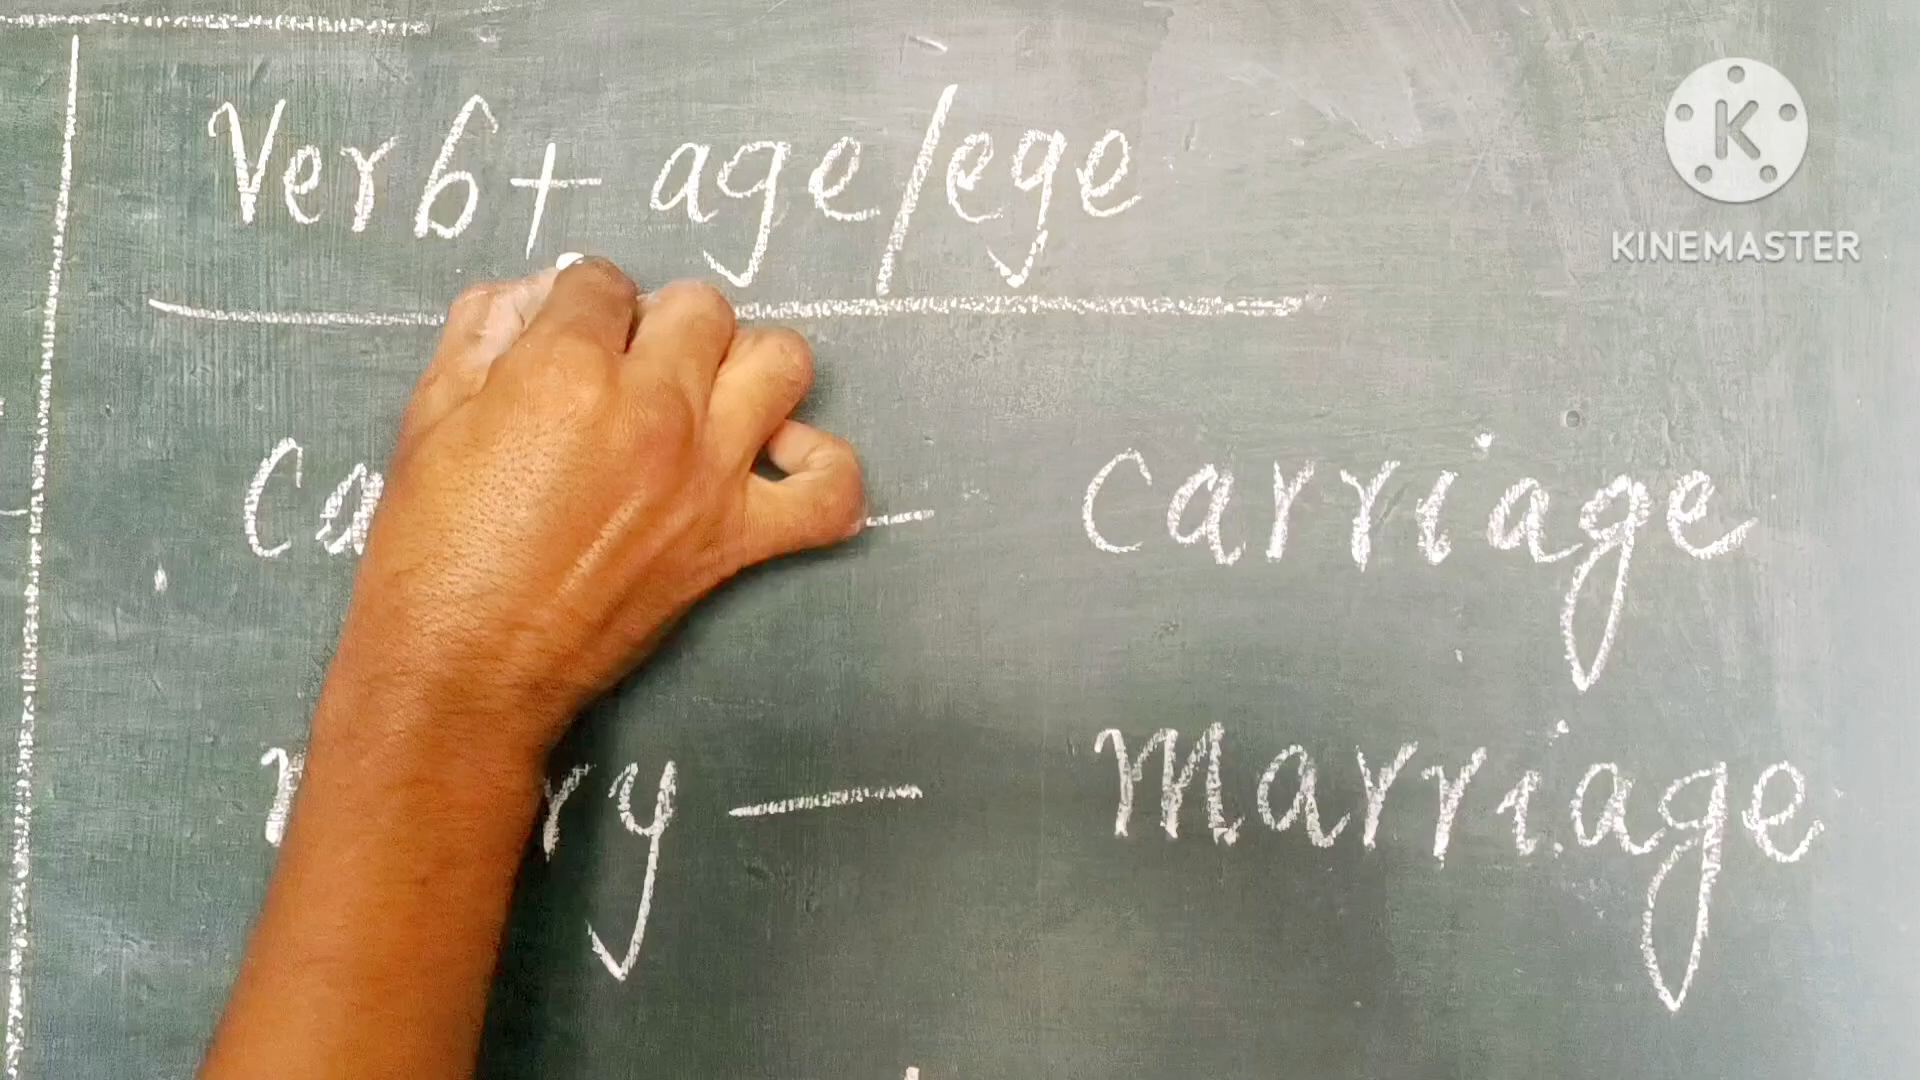 Verb + age/ege
carriage
marriage
K
KINEMASTER